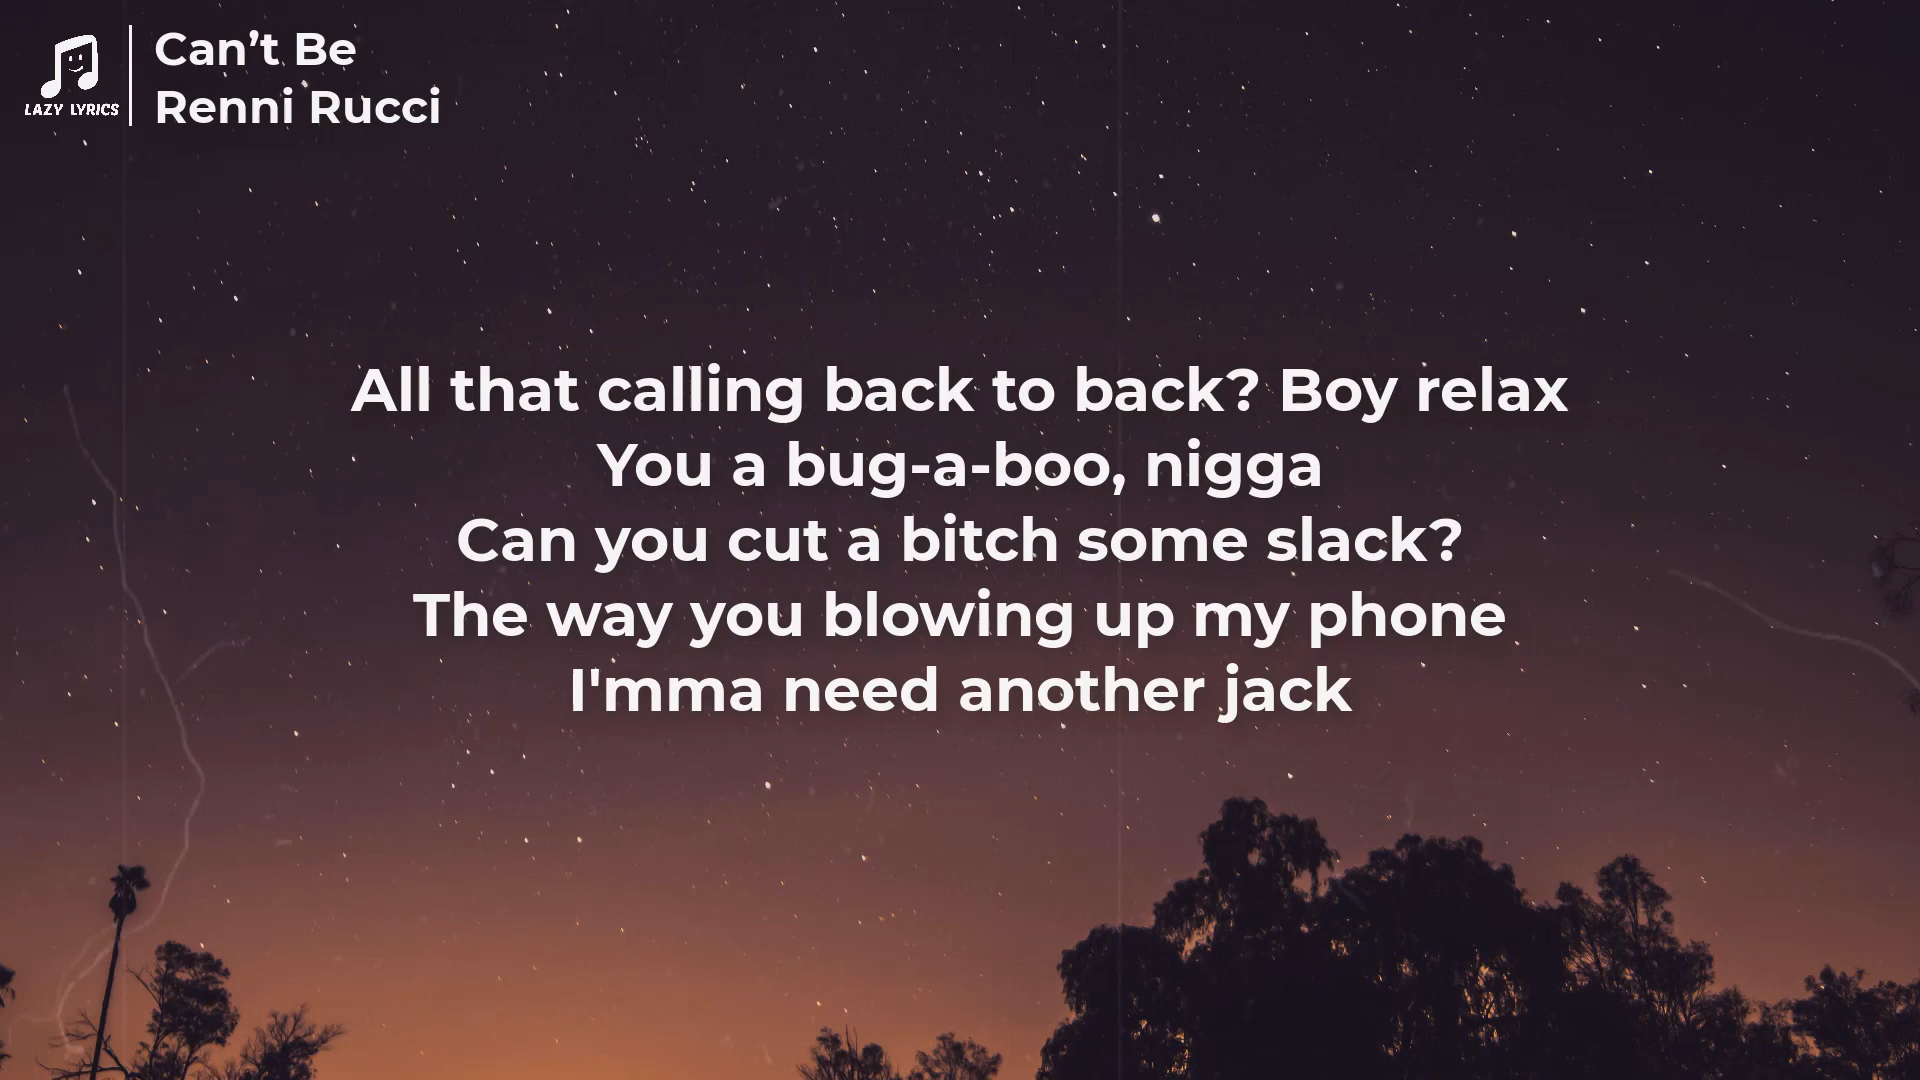 LAZY LYRICS
Can’t Be
Renni Rucci
All that calling back to back? Boy relax
You a bug-a-boo, nigga
Can you cut a bitch some slack?
The way you blowing up my phone
I'mma need another jack